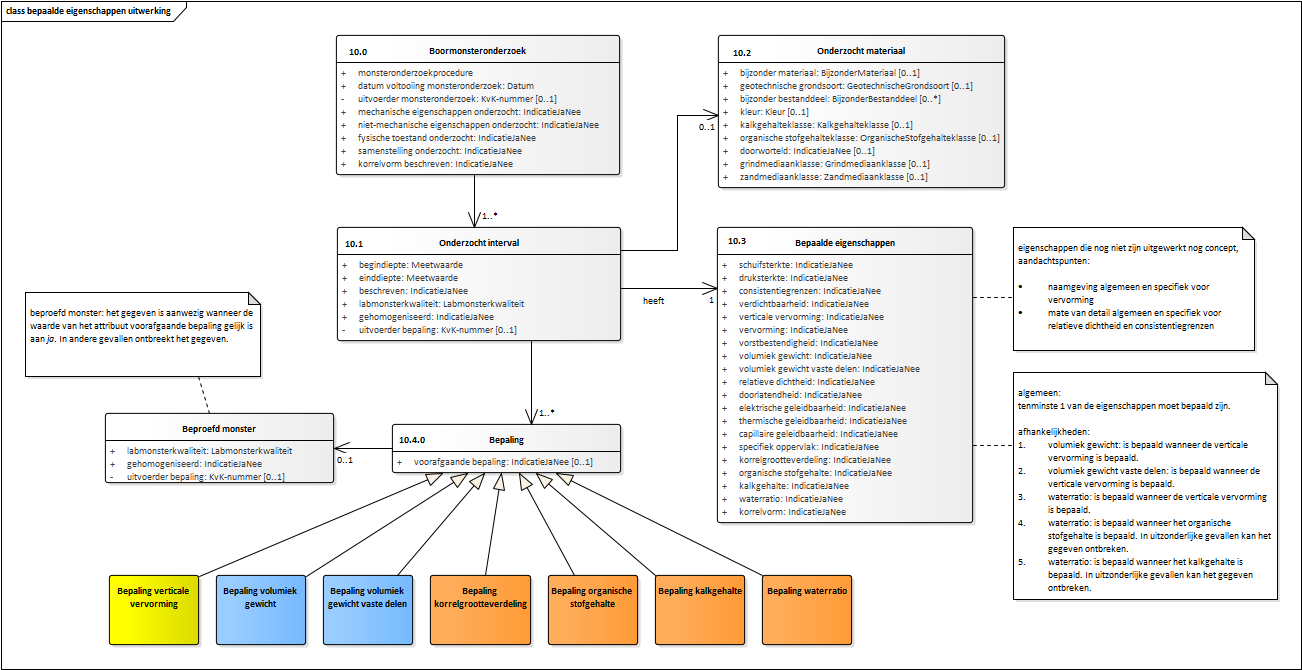 class bepaalde eigenschappen uitwerking
10.0 Boormonsteronderzoek
+ monsteronderzoekprocedure
+ datum voltooiing monsteronderzoek: Datum
- uitvoerder monsteronderzoek: KvK-nummer [0..1]
+ mechanische eigenschappen onderzocht: IndicatieJaNee
+ niet-mechanische eigenschappen onderzocht: IndicatieJaNee
+ fysische toestand onderzocht: IndicatieJaNee
+ samenstelling onderzocht: IndicatieJaNee
+ korrelvorm beschreven: IndicatieJaNee
10.2 Onderzocht materiaal
+ bijzonder materiaal: BijzonderMateriaal [0..1]
+ geotechnische grondsoort: GeotechnischeGrondsoort [0..1]
+ bijzonder bestanddeel: BijzonderBestanddeel [0..*]
+ kleur: Kleur [0..1]
+ kalkgehalteklasse: Kalkgehalteklasse [0..1]
+ organische stofgehalteklasse: OrganischeStofgehalteklasse [0..1]
+ doorworteld: IndicatieJaNee [0..1]
+ grindmediaanklasse: Grindmediaanklasse [0..1]
+ zandmediaanklasse: Zandmediaanklasse [0..1]
0..1
1..*
10.1 Onderzocht interval
+ begindiepte: Meetwaarde
+ einddiepte: Meetwaarde
+ beschreven: IndicatieJaNee
+ labmonsterkwaliteit: Labmonsterkwaliteit
+ gehomogeniseerd: IndicatieJaNee
- uitvoerder bepaling: KvK-nummer [0..1]
heeft
1
10.3 Bepaalde eigenschappen
+ schuifsterkte: IndicatieJaNee
+ druksterkte: IndicatieJaNee
+ consistentiegrenzen: IndicatieJaNee
+ verdichtbaarheid: IndicatieJaNee
+ verticale vervorming: IndicatieJaNee
+ vervorming: IndicatieJaNee
+ vorstbestendigheid: IndicatieJaNee
+ volumiek gewicht: IndicatieJaNee
+ volumiek gewicht vaste delen: IndicatieJaNee
+ relatieve dichtheid: IndicatieJaNee
+ doorlatendheid: IndicatieJaNee
+ elektrische geleidbaarheid: IndicatieJaNee
+ thermische geleidbaarheid: IndicatieJaNee
+ capillaire geleidbaarheid: IndicatieJaNee
+ specifiek oppervlak: IndicatieJaNee
+ korrelgrootteverdeling: IndicatieJaNee
+ organische stofgehalte: IndicatieJaNee
+ kalkgehalte: IndicatieJaNee
+ waterratio: IndicatieJaNee
+ korrelvorm: IndicatieJaNee
eigenschappen die nog niet zijn uitgewerkt nog concept,
aandachtspunten:
• naamgeving algemeen en specifiek voor
vervorming
• mate van detail algemeen en specifiek voor
relatieve dichtheid en consistentiegrenzen
algemeen:
tenminste 1 van de eigenschappen moet bepaald zijn.
afhankelijkheden:
1. volumiek gewicht: is bepaald wanneer de verticale
vervorming is bepaald.
2. volumiek gewicht vaste delen: is bepaald wanneer de
verticale vervorming is bepaald.
3. waterratio: is bepaald wanneer de verticale vervorming
is bepaald.
4. waterratio: is bepaald wanneer het organische
stofgehalte is bepaald. In uitzonderlijke gevallen kan het
gegeven ontbreken.
5. waterratio: is bepaald wanneer het kalkgehalte is
bepaald. In uitzonderlijke gevallen kan het gegeven
ontbreken.
beproefd monster: het gegeven is aanwezig wanneer de
waarde van het attribuut voorafgaande bepaling gelijk is
aan ja. In andere gevallen ontbreekt het gegeven.
Beproefd monster
+ labmonsterkwaliteit: Labmonsterkwaliteit
+ gehomogeniseerd: IndicatieJaNee
- uitvoerder bepaling: KvK-nummer [0..1]
0..1
1..*
10.4.0 Bepaling
+ voorafgaande bepaling: IndicatieJaNee [0..1]
Bepaling verticale
vervorming
Bepaling volumiek
gewicht
Bepaling volumiek
gewicht vaste delen
Bepaling
korrelgrootteverdeling
Bepaling organische
stofgehalte
Bepaling kalkgehalte
Bepaling waterratio